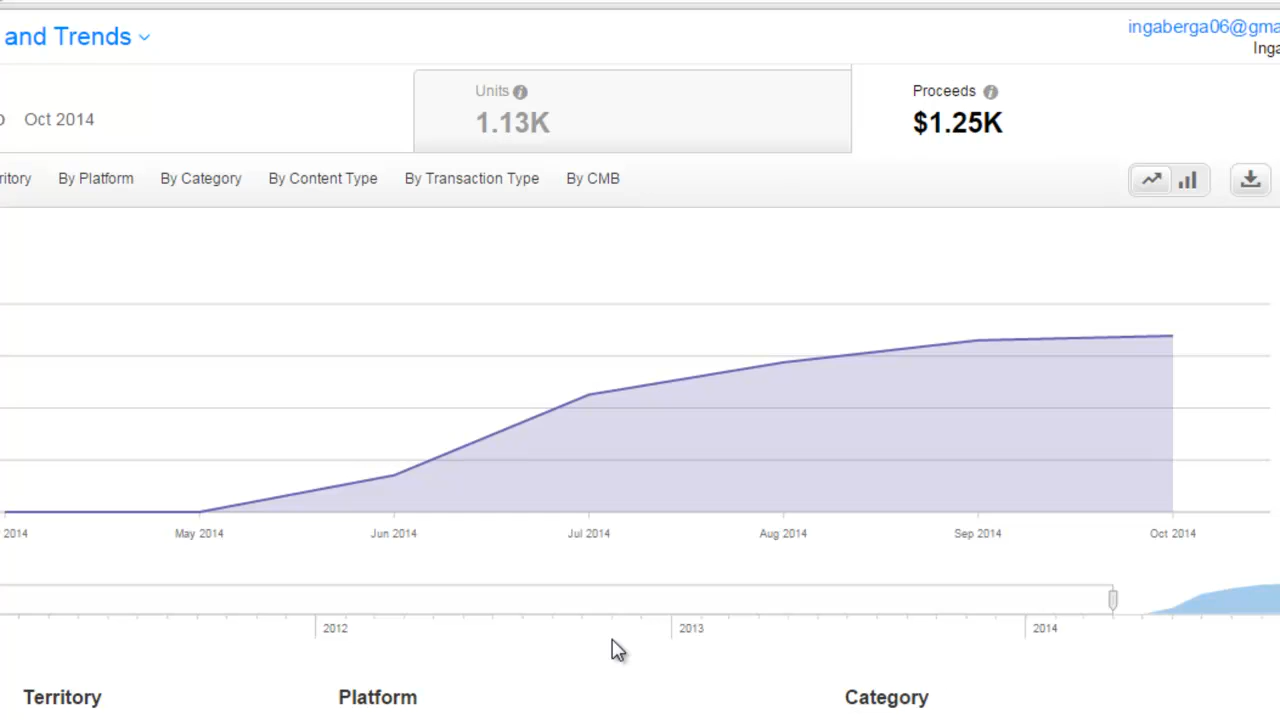 and Trends
ingaberga06@gma
Inga
Oct 2014
Units
1.13K
Proceeds
$1.25K
ritory By Platform By Category By Content Type By Transaction Type By CMB
2014 May 2014 Jun 2014 Jul 2014 Aug 2014 Sep 2014 Oct 2014
2012 2013 2014
Territory Platform Category